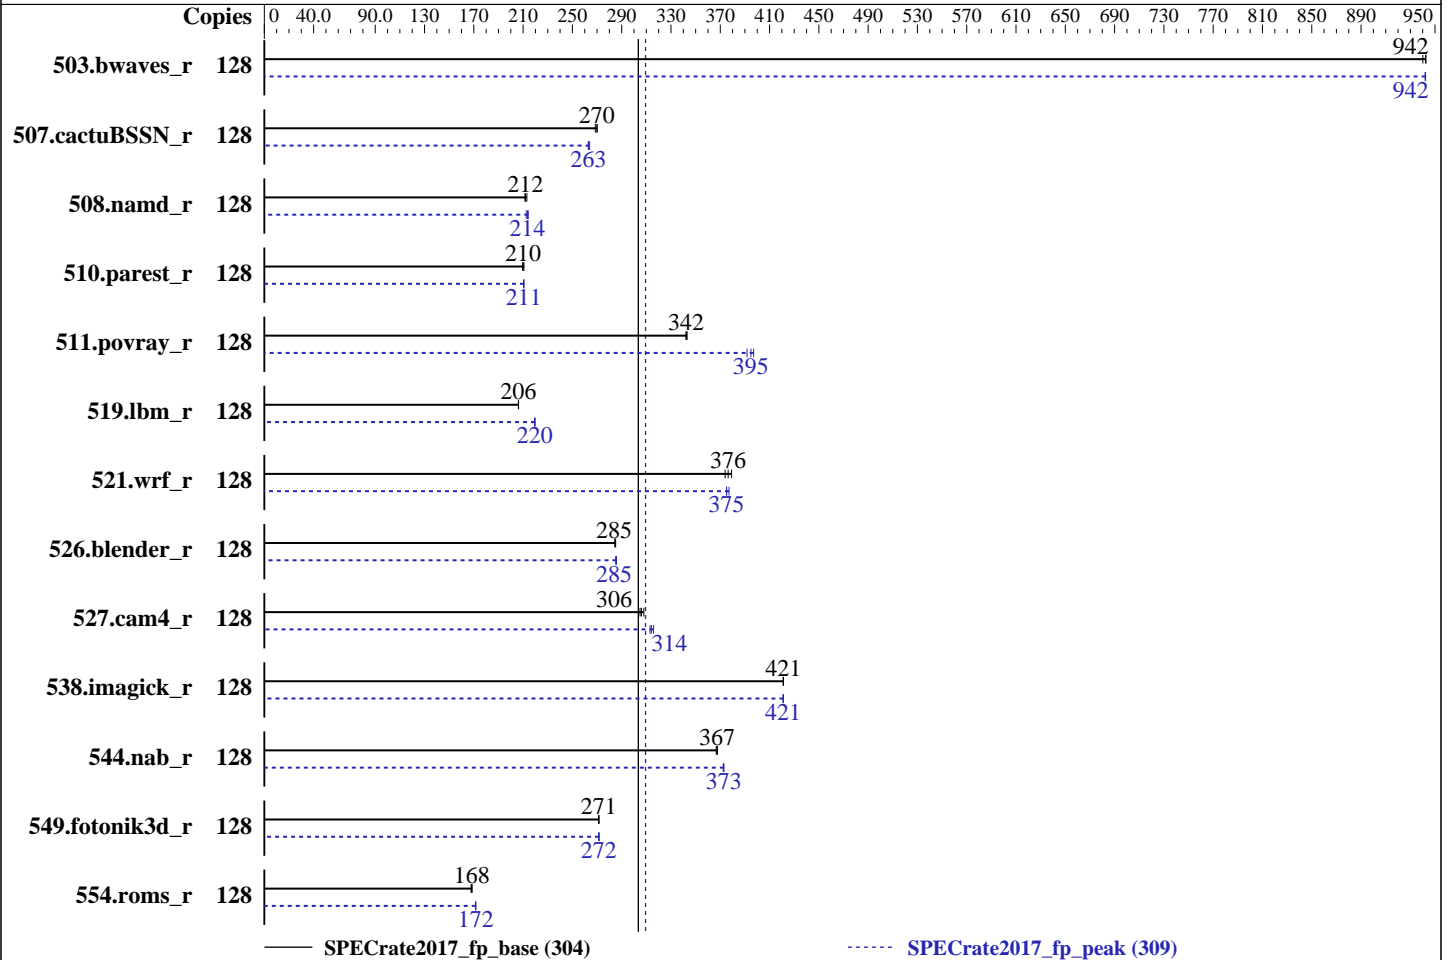 Copies 0 40.0 90.0 130 170 210 250 290 330 370 410 450 490 530 570 610 650 690 730 770 810 850 890 950
942
503.bwaves_r 128
942
270
507.cactuBSSN_r 128
263
212
508.namd_r 128
214
210
510.parest_r 128
211
342
511.povray_r 128
395
206
519.lbm_r 128
220
376
521.wrf_r 128
375
285
526.blender_r 128
285
306
527.cam4_r 128
314
421
538.imagick_r 128
421
367
544.nab_r 128
373
271
549.fotonik3d_r 128
272
168
554.roms_r 128
172
SPECrate2017_fp_base (304) SPECrate2017_fp_peak (309)